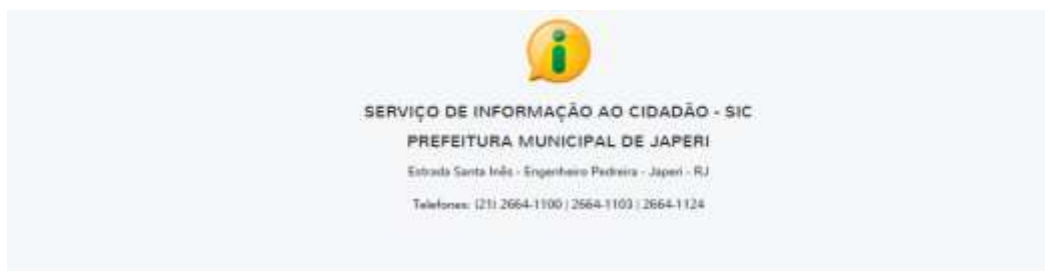 SERVIÇO DE INFORMAÇÃO AO CIDADÃO - SIC
PREFEITURA MUNICIPAL DE JAPERI
Estrada Santa Inês - Engenheiro Pedreira - Japeri - RJ
Telefones: (21) 2664-1100 | 2664-1103 | 2664-1124